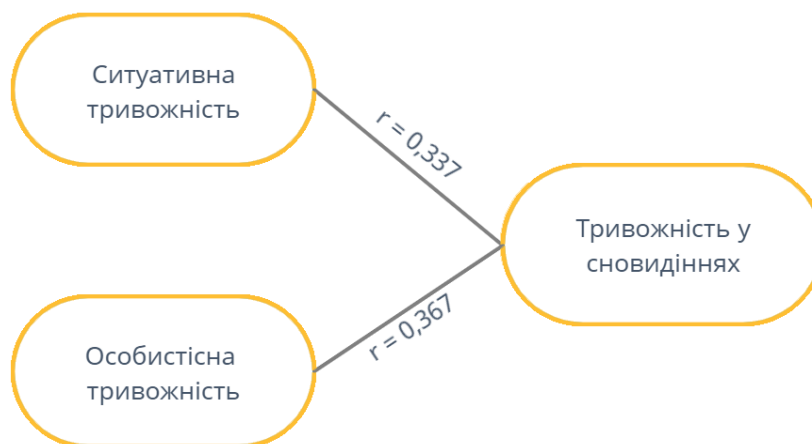 Ситуативна
тривожність
r = 0,337
Тривожність у
сновидіннях
r = 0,367
Особистісна
тривожність